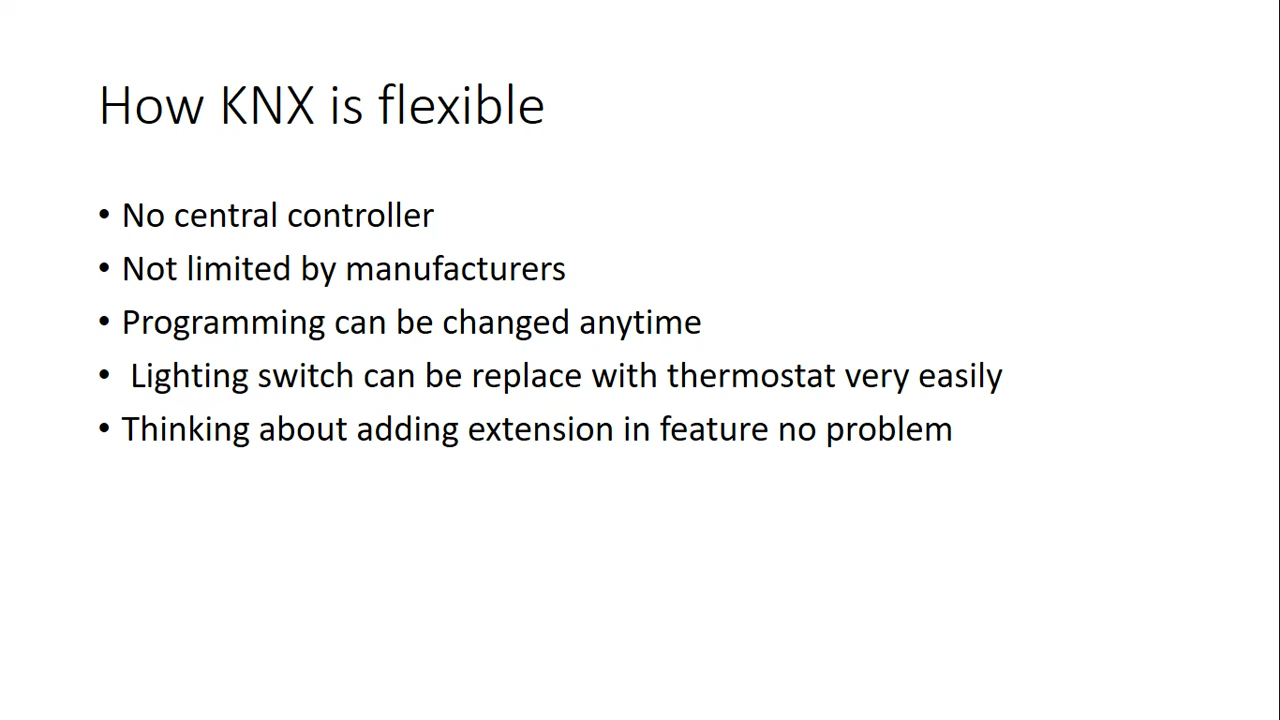 How KNX is flexible
• No central controller
• Not limited by manufacturers
• Programming can be changed anytime
• Lighting switch can be replace with thermostat very easily
• Thinking about adding extension in feature no problem